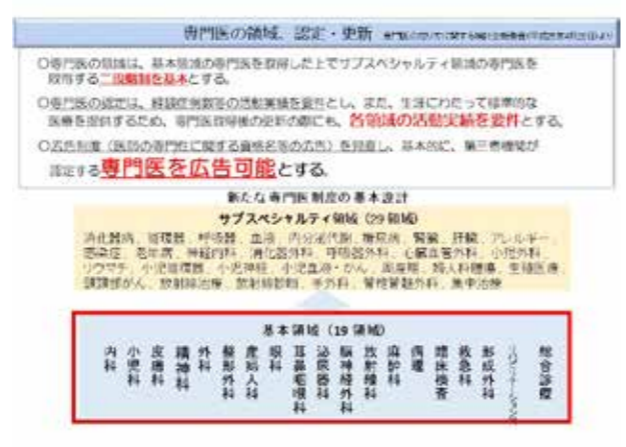 専門医の領域、認定・更新
○専門医の領域は、基本領域の専門医を取得した上でサブスペシャルティ領域の専門医を
取得する二段階制を基本とする。
○専門医の認定は、経験症例数等の活動実績を要件とし、また、生涯にわたって標準的な
医療を提供するため、専門医取得後の更新の際にも、各領域の活動実績を要件とする。
○広告制度（医師の専門性に関する資格名等の広告）を見直し、基本的に、第三者機関が
認定する専門医を広告可能とする。
新たな専門医制度の基本設計
サブスペシャルティ領域（29領域）
消化器病、循環器、呼吸器、血液、内分泌代謝、糖尿病、腎臓、肝臓、アレルギー、
感染症、老年病、神経内科、消化器外科、呼吸器外科、心臓血管外科、小児外科、
リウマチ、小児循環器、小児神経、小児血液・がん、周産期、婦人科腫瘍、生殖医療、
頭頸部がん、放射線治療、放射線診断、手外科、脊椎脊髄外科、集中治療
基本領域（19領域）
内科
小児科
皮膚科
精神科
外科
整形外科
産婦人科
眼科
耳鼻咽喉科
泌尿器科
脳神経外科
放射線科
麻酔科
病理
臨床検査
救急科
形成外科
リハビリテーション科
総合診療